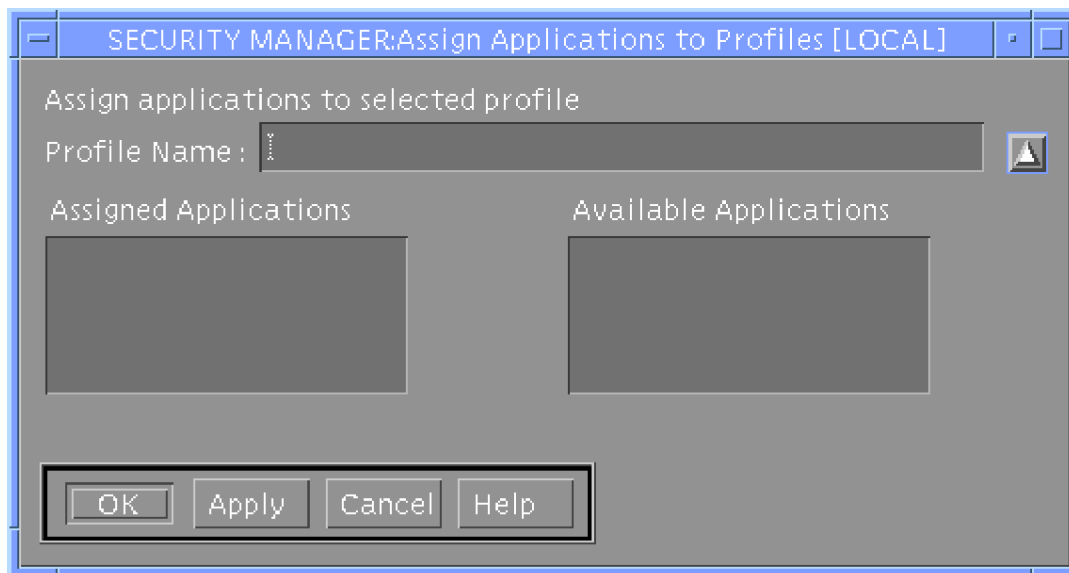 SECURITY MANAGER:Assign Applications to Profiles [LOCAL]
Assign applications to selected profile
Profile Name :
Assigned Applications
Available Applications
OK Apply Cancel Help